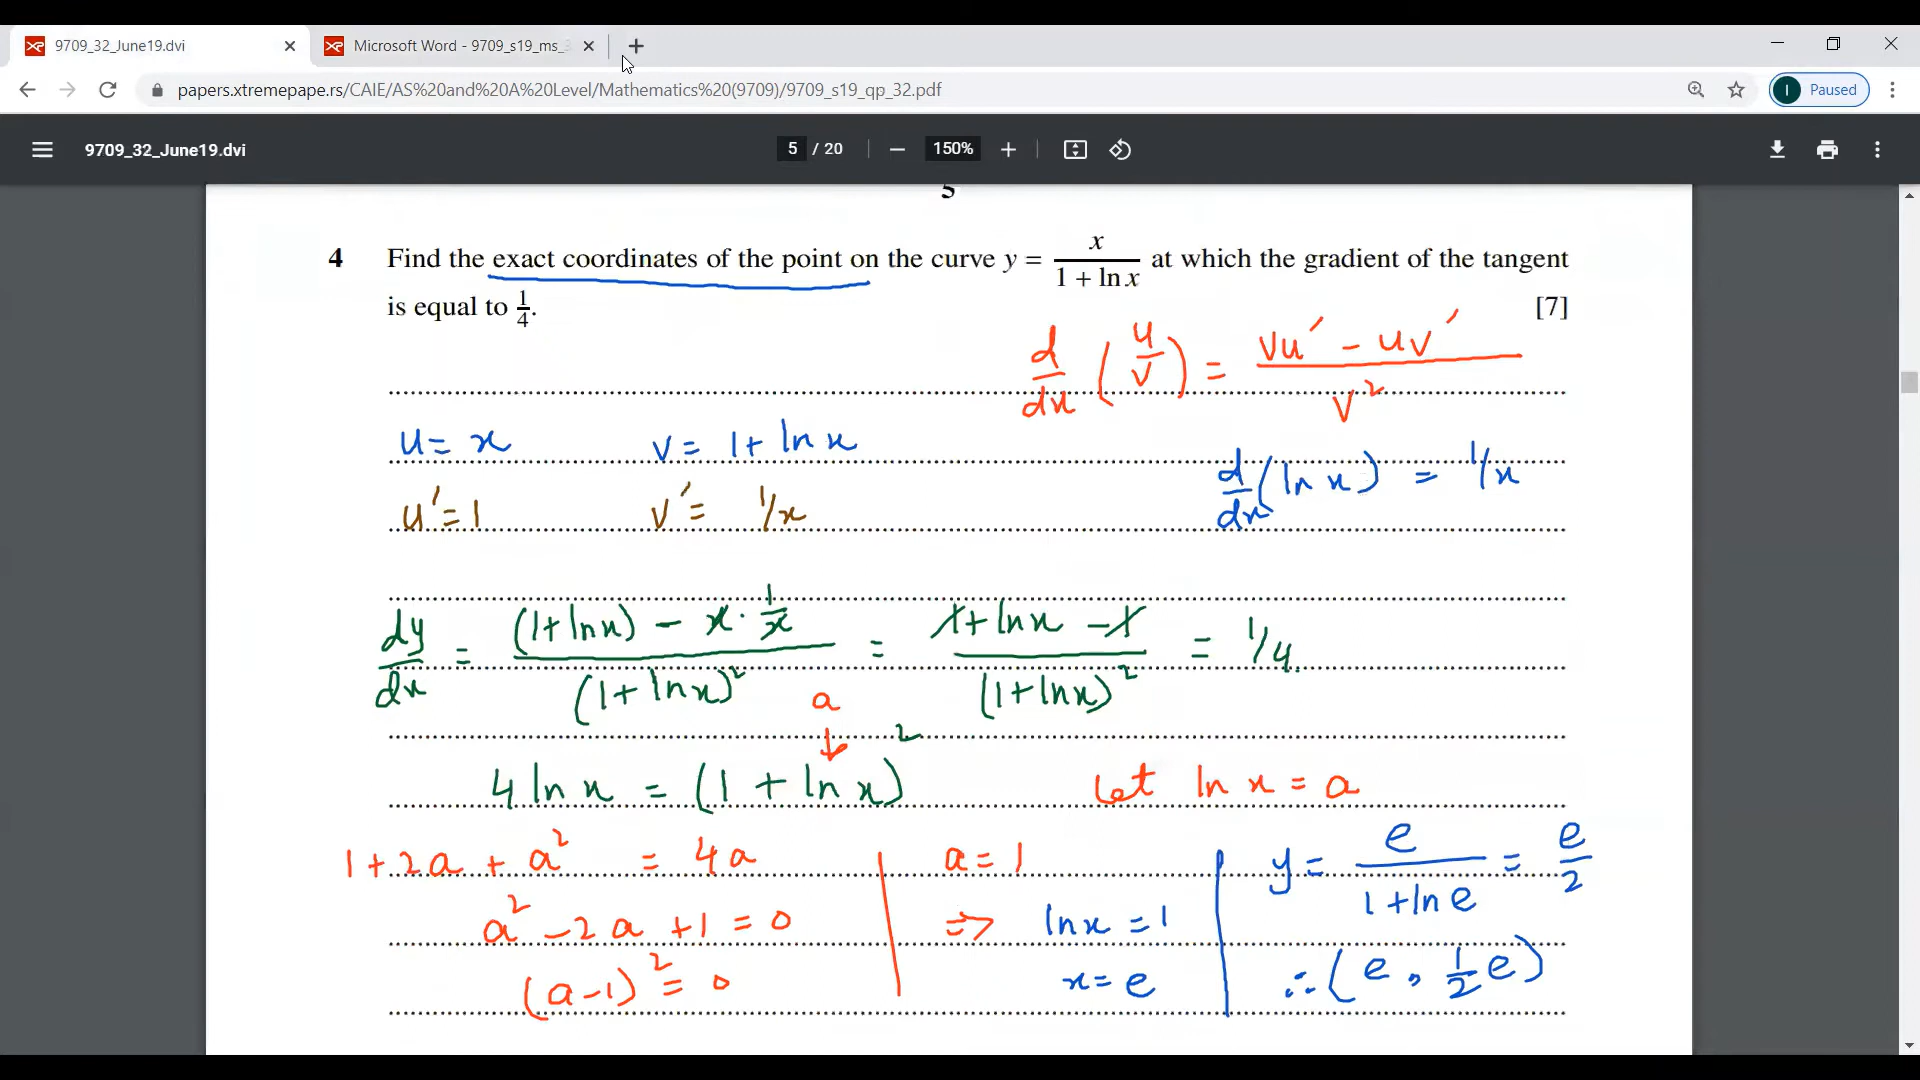 9709_32_June19.dvi
Microsoft Word - 9709_s19_ms_3
papers.xtremepape.rs/CAIE/AS%20and%20A%20Level/Mathematics%20(9709)/9709_s19_qp_32.pdf
I Paused
9709_32_June19.dvi
5 / 20
150%
5
4 Find the exact coordinates of the point on the curve y = x/(1 + ln x) at which the gradient of the tangent
is equal to 1/4. [7]
d/dx (u/v) = (vu′ - uv′)/v²
u = x v = 1 + ln x
d/dx (ln x) = 1/x
u′ = 1 v′ = 1/x
dy/dx = ((1+ln x) - x · 1/x)/(1+ln x)² = (1+ln x - 1)/(1+ln x)² = 1/4
a
↓
4 ln x = (1 + ln x)² Let ln x = a
1 + 2a + a² = 4a
a² - 2a + 1 = 0
(a-1)² = 0
a = 1
⇒ ln x = 1
x = e
y = e/(1 + ln e) = e/2
∴ (e, 1/2 e)